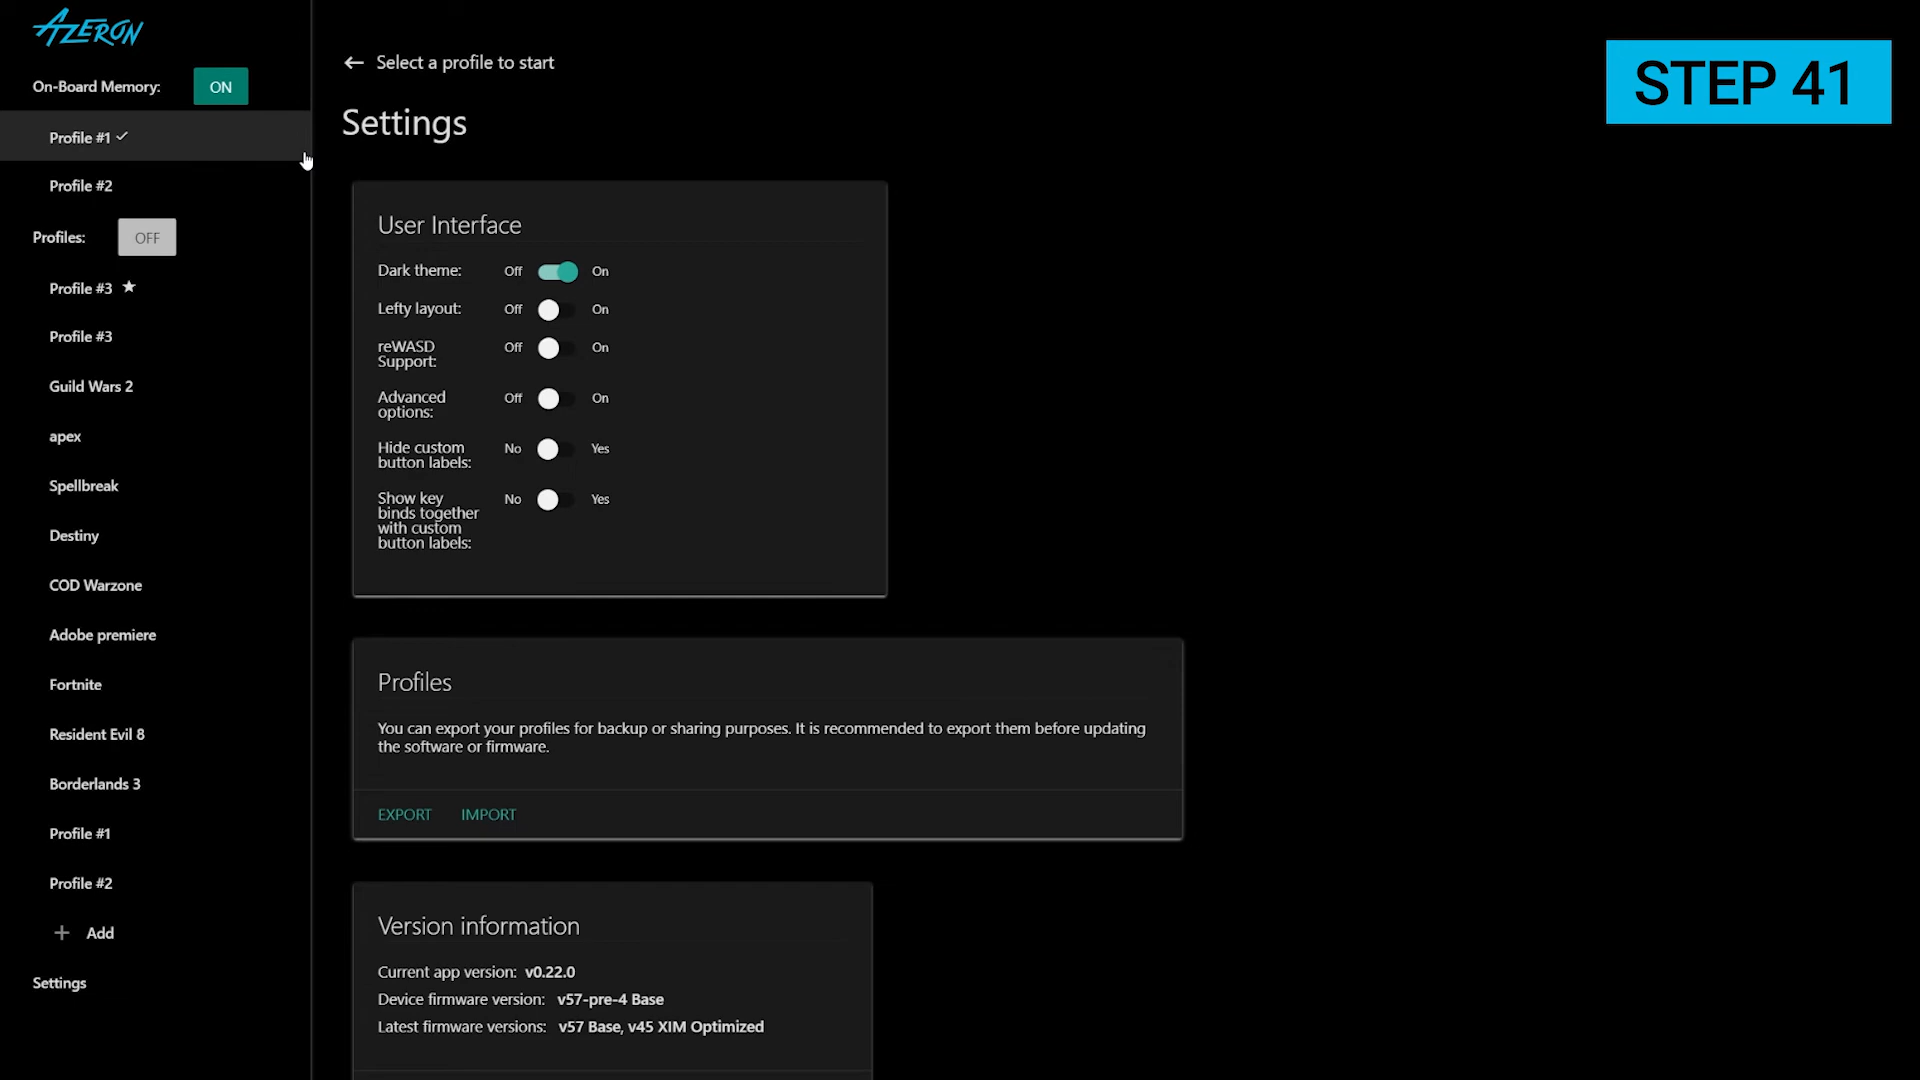 AZERON
On-Board Memory: ON
Profile #1
Profile #2
Profiles: OFF
Profile #3
Profile #3
Guild Wars 2
apex
Spellbreak
Destiny
COD Warzone
Adobe premiere
Fortnite
Resident Evil 8
Borderlands 3
Profile #1
Profile #2
+ Add
Settings
← Select a profile to start
Settings
User Interface
Dark theme: Off On
Lefty layout: Off On
reWASD
Support: Off On
Advanced
options: Off On
Hide custom
button labels: No Yes
Show key
binds together
with custom
button labels: No Yes
Profiles
You can export your profiles for backup or sharing purposes. It is recommended to export them before updating
the software or firmware.
EXPORT IMPORT
Version information
Current app version: v0.22.0
Device firmware version: v57-pre-4 Base
Latest firmware versions: v57 Base, v45 XIM Optimized
STEP 41